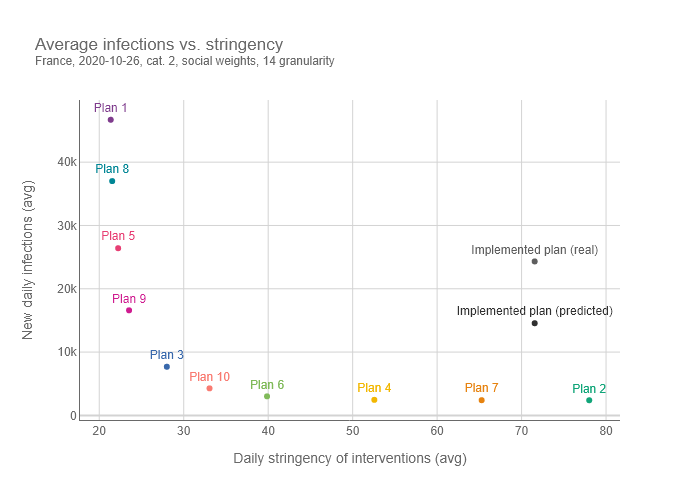 Average infections vs. stringency
France, 2020-10-26, cat. 2, social weights, 14 granularity
New daily infections (avg)
40k
30k
20k
10k
0
Plan 1
Plan 8
Plan 5
Implemented plan (real)
Plan 9
Implemented plan (predicted)
Plan 3
Plan 10
Plan 6
Plan 4
Plan 7
Plan 2
20
30
40
50
60
70
80
Daily stringency of interventions (avg)